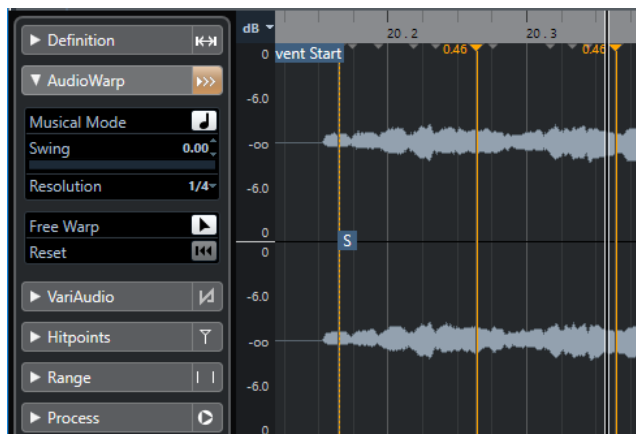 Definition
AudioWarp
Musical Mode
Swing 0.00
Resolution 1/4
Free Warp
Reset
VariAudio
Hitpoints
Range
Process
dB
20.2 20.3
0 vent Start 0.46 0.46
-6.0
-oo
-6.0
0
S
0
-6.0
-oo
-6.0
0